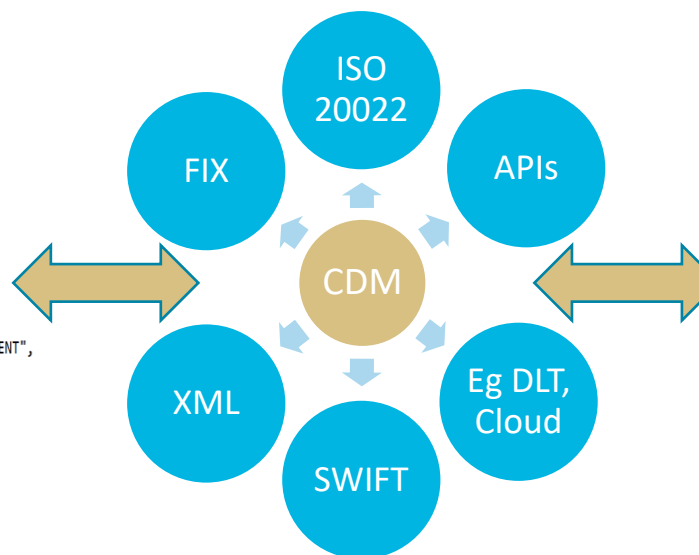 ISO
20022
FIX
APIs
CDM
ENT",
XML
Eg DLT,
Cloud
SWIFT